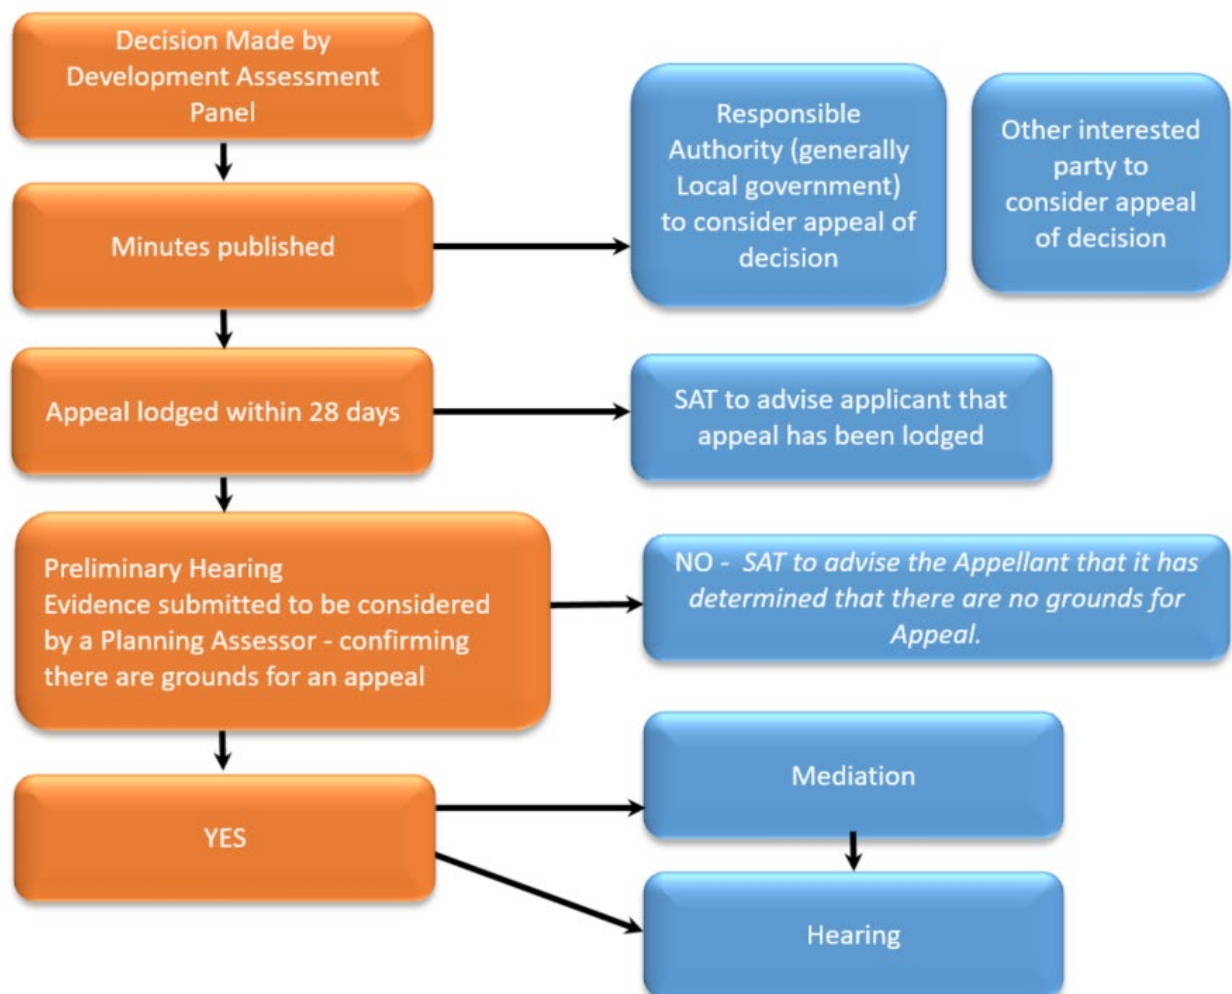 Decision Made by
Development Assessment
Panel
Minutes published
Responsible
Authority (generally
Local government)
to consider appeal of
decision
Other interested
party to
consider appeal
of decision
Appeal lodged within 28 days
SAT to advise applicant that
appeal has been lodged
Preliminary Hearing
Evidence submitted to be considered
by a Planning Assessor - confirming
there are grounds for an appeal
NO - SAT to advise the Appellant that it has
determined that there are no grounds for
Appeal.
YES
Mediation
Hearing